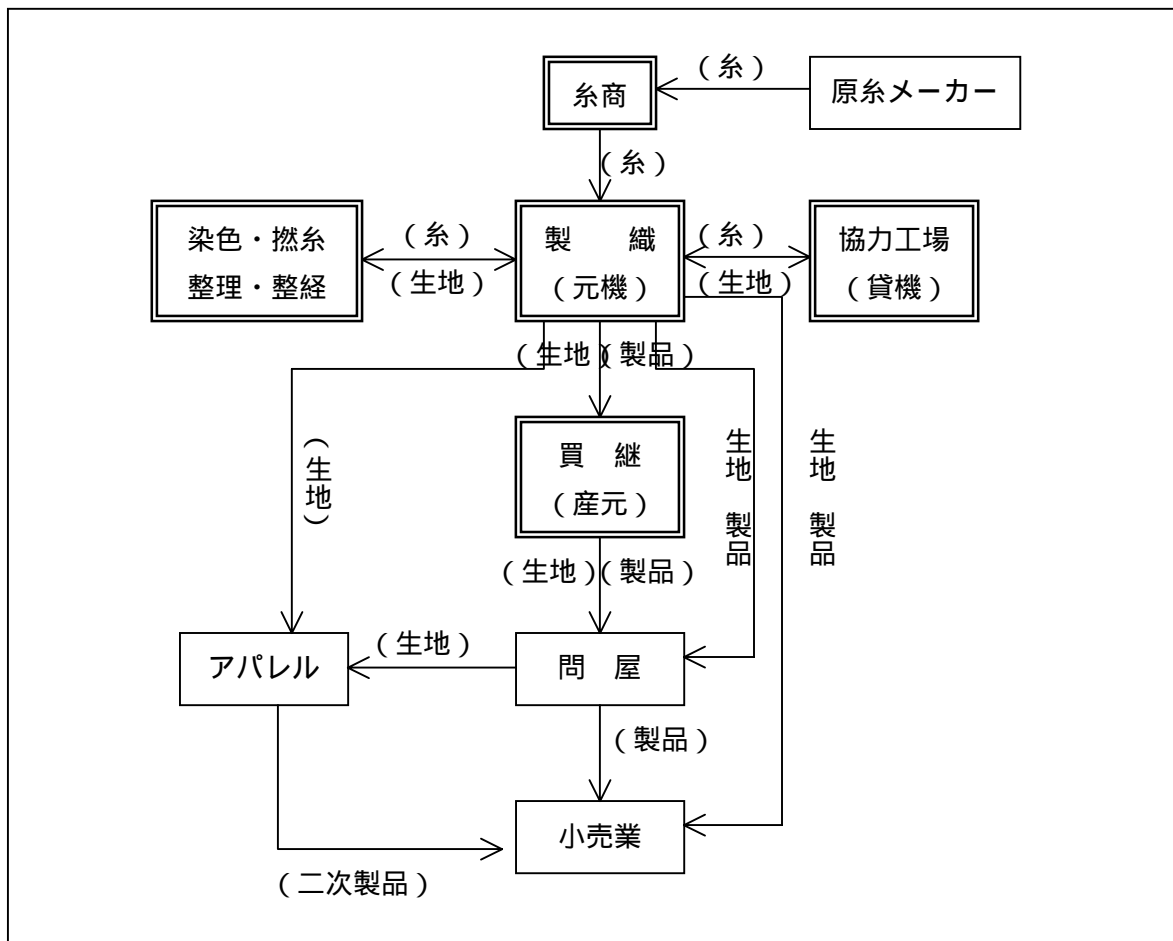 糸商
（糸）
原糸メーカー
（糸）
染色・撚糸
整理・整経
（糸）
（生地）
製　織
（元機）
（糸）
（生地）
協力工場
（貸機）
（生地）（製品）
（生地）
買　継
（産元）
生地　製品
生地　製品
（生地）（製品）
アパレル
（生地）
問　屋
（製品）
小売業
（二次製品）